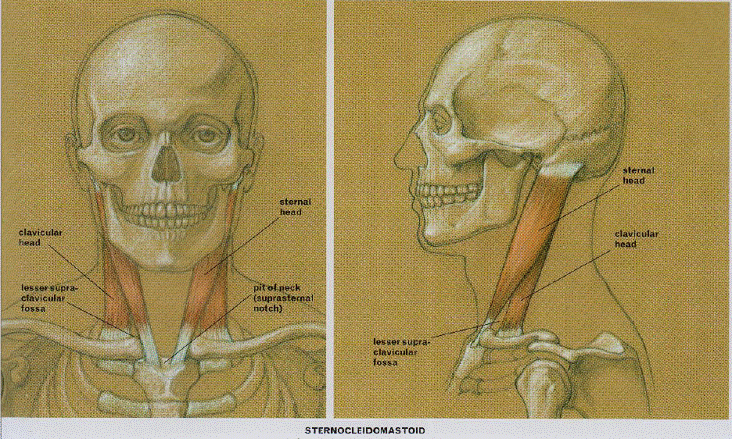 sternal
head
clavicular
head
lesser supra-
clavicular
fossa
pit of neck
(suprasternal
notch)
sternal
head
clavicular
head
lesser supra-
clavicular
fossa
STERNOCLEIDOMASTOID